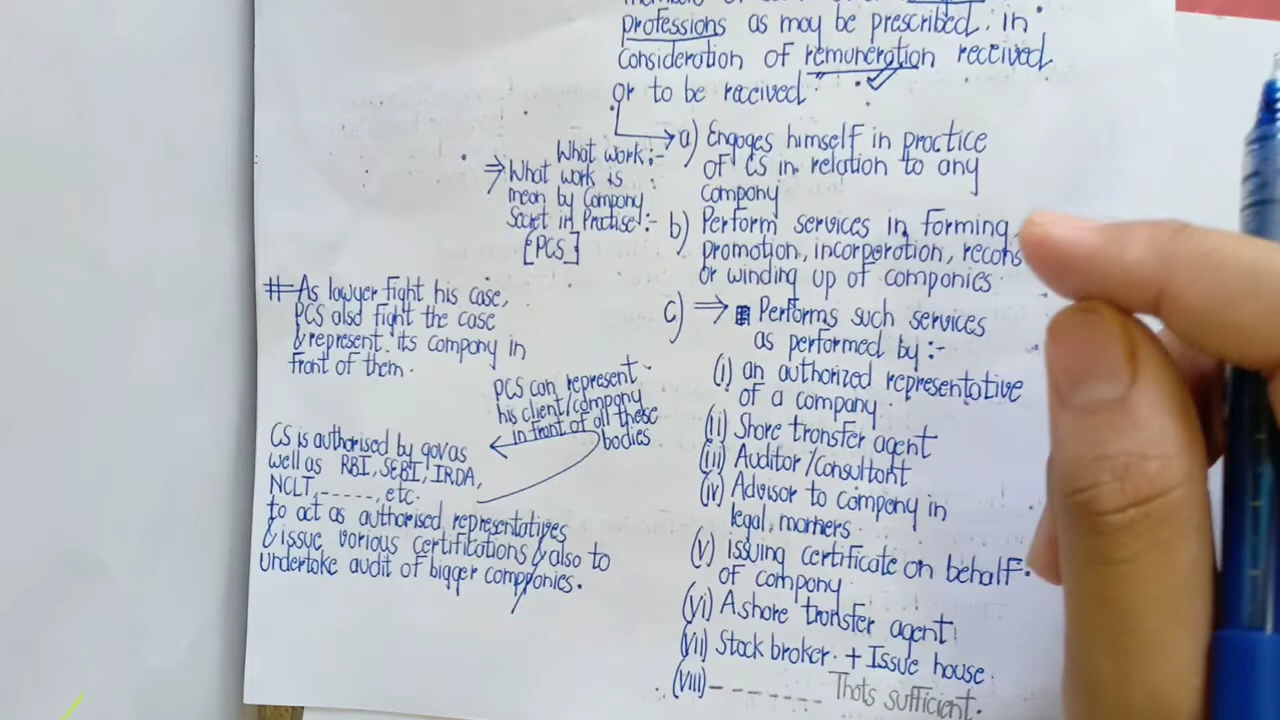 professions as may be prescribed. in
consideration of remuneration received
or to be received
a) Engages himself in practice
of CS in relation to any
company
What work:-
⇒ What work is
mean by Company
Secret in Practise:-
[PCS]
b) Perform services in forming,
promotion, incorporation, recons
or winding up of companies
c) ⇒ Performs such services
as performed by:-
(i) an authorized representative
of a company.
(ii) Share transfer agent
(iii) Auditor/Consultant
(iv) Advisor to company in
legal
(v) issuing certificate on behalf
of company
(vi) A share transfer agent
(vii) Stock broker. + Issue house
(viii) - - - - - - - Thats sufficient.
# As lawyer fight his case,
PCS also fight the case
& represent its company in
front of them.
PCS can represent
his client/company
in front of all these
bodies
CS is authorised by gov as
well as RBI, SEBI, IRDA,
NCLT, - - - - -, etc.
to act as authorised representatives
& issue various certifications & also to
undertake audit of bigger companies.